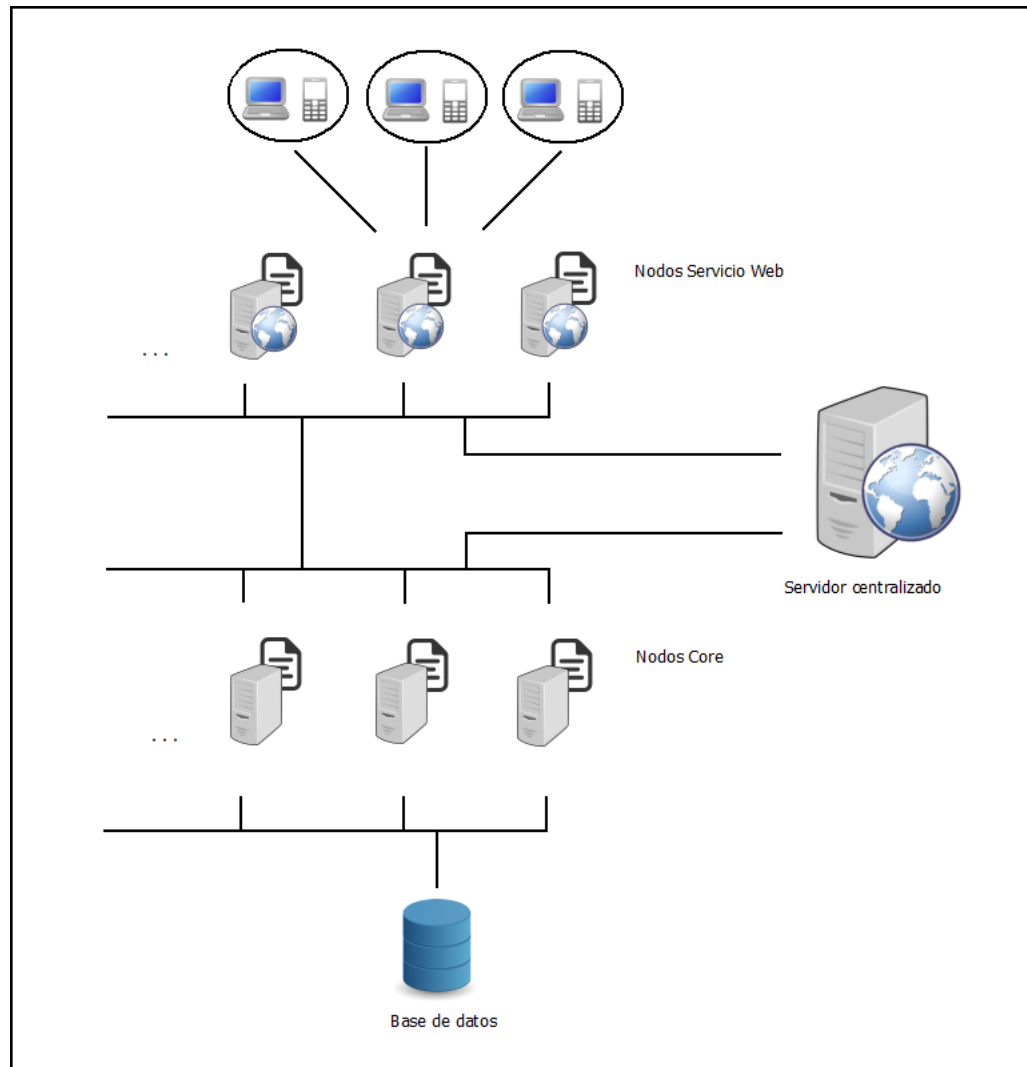 Nodos Servicio Web
...
Servidor centralizado
Nodos Core
...
Base de datos